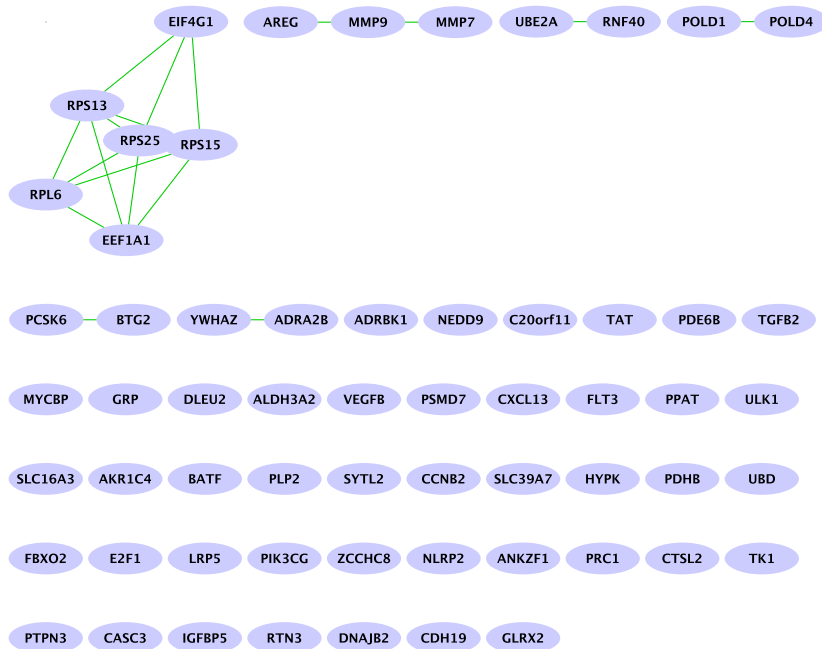 EIF4G1 AREG MMP9 MMP7 UBE2A RNF40 POLD1 POLD4
RPS13
RPS25 RPS15
RPL6
EEF1A1
PCSK6 BTG2 YWHAZ ADRA2B ADRBK1 NEDD9 C20orf11 TAT PDE6B TGFB2
MYCBP GRP DLEU2 ALDH3A2 VEGFB PSMD7 CXCL13 FLT3 PPAT ULK1
SLC16A3 AKR1C4 BATF PLP2 SYTL2 CCNB2 SLC39A7 HYPK PDHB UBD
FBXO2 E2F1 LRP5 PIK3CG ZCCHC8 NLRP2 ANKZF1 PRC1 CTSL2 TK1
PTPN3 CASC3 IGFBP5 RTN3 DNAJB2 CDH19 GLRX2